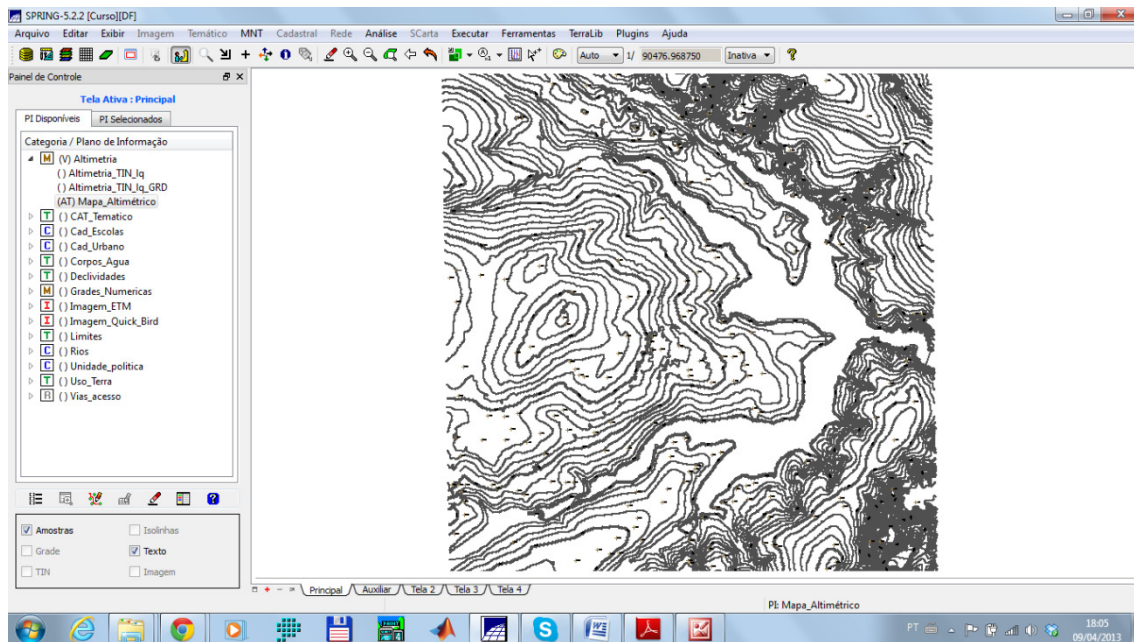 SPRING-5.2.2 [Curso][DF]
Arquivo Editar Exibir Imagem Temático MNT Cadastral Rede Análise SCarta Executar Ferramentas TerraLib Plugins Ajuda
Auto 1/ 90476.968750 Inativa
Painel de Controle
Tela Ativa : Principal
PI Disponíveis PI Selecionados
Categoria / Plano de Informação
M (V) Altimetria
() Altimetria_TIN_lq
() Altimetria_TIN_lq_GRD
(AT) Mapa_Altimétrico
T () CAT_Tematico
C () Cad_Escolas
C () Cad_Urbano
T () Corpos_Agua
T () Declividades
M () Grades_Numericas
I () Imagem_ETM
I () Imagem_Quick_Bird
T () Limites
C () Rios
C () Unidade_politica
T () Uso_Terra
R () Vias_acesso
Amostras Isolinhas
Grade Texto
TIN Imagem
Principal Auxiliar Tela 2 Tela 3 Tela 4
PI: Mapa_Altimétrico
PT 18:05
09/04/2013